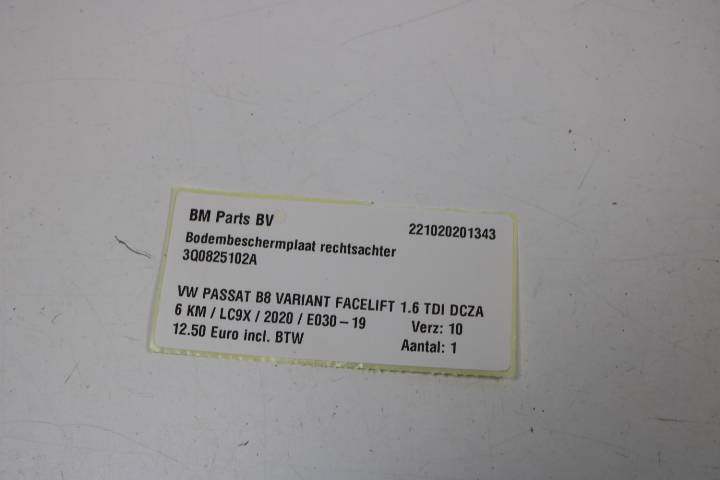 BM Parts BV 221020201343
Bodembeschermplaat rechtsachter
3Q0825102A
VW PASSAT B8 VARIANT FACELIFT 1.6 TDI DCZA
6 KM / LC9X / 2020 / E030-19 Verz: 10
12.50 Euro incl. BTW Aantal: 1